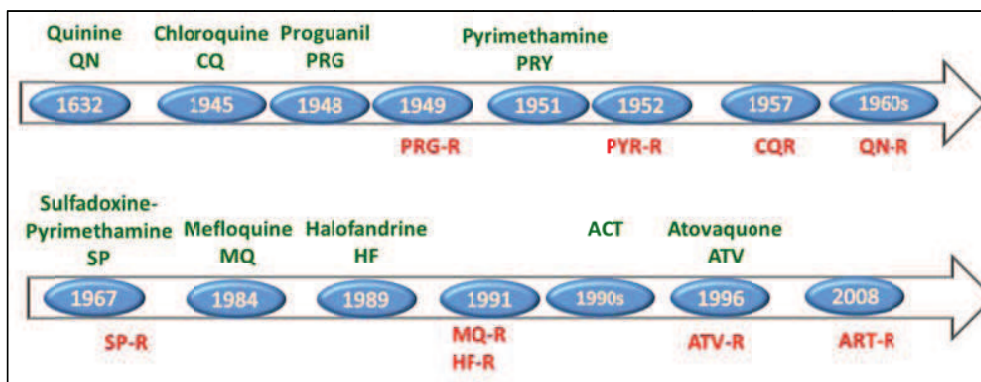 Quinine Chloroquine Proguanil Pyrimethamine
QN CQ PRG PRY
1632 1945 1948 1949 1951 1952 1957 1960s
PRG-R PYR-R CQR QN-R
Sulfadoxine-
Pyrimethamine Mefloquine Halofandrine ACT Atovaquone
SP MQ HF ATV
1967 1984 1989 1991 1990s 1996 2008
SP-R MQ-R ATV-R ART-R
HF-R